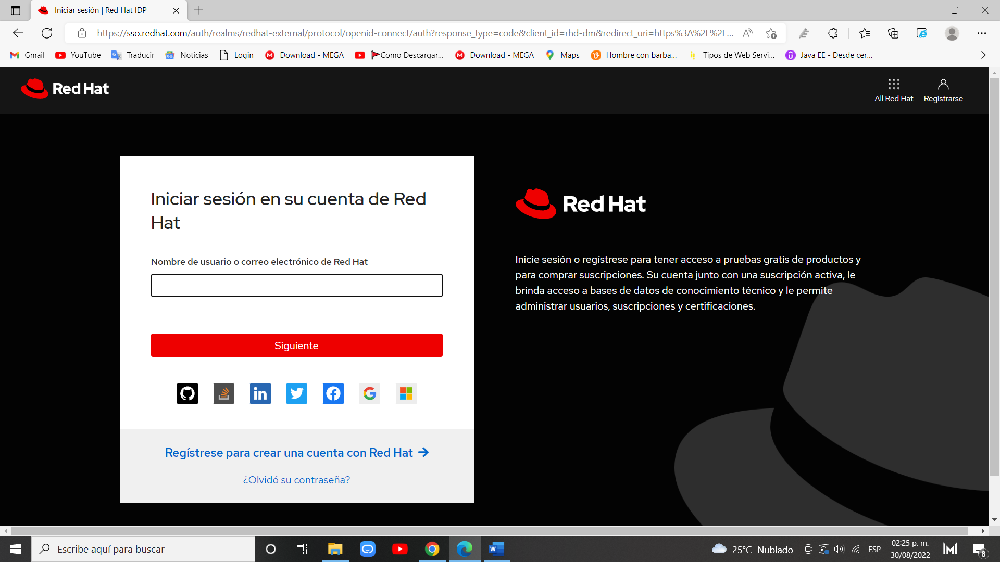 Iniciar sesión | Red Hat IDP
https://sso.redhat.com/auth/realms/redhat-external/protocol/openid-connect/auth?response_type=code&client_id=rhd-dm&redirect_uri=https%3A%2F%2F...
Gmail YouTube Traducir Noticias Login Download - MEGA Como Descargar... Download - MEGA Maps Hombre con barba... Tipos de Web Servi... Java EE - Desde cer...
Red Hat
All Red Hat Registrarse
Iniciar sesión en su cuenta de Red
Hat
Nombre de usuario o correo electrónico de Red Hat
Siguiente
Regístrese para crear una cuenta con Red Hat
¿Olvidó su contraseña?
Red Hat
Inicie sesión o regístrese para tener acceso a pruebas gratis de productos y
para comprar suscripciones. Su cuenta junto con una suscripción activa, le
brinda acceso a bases de datos de conocimiento técnico y le permite
administrar usuarios, suscripciones y certificaciones.
Escribe aquí para buscar
25°C Nublado
ESP
02:25 p. m.
30/08/2022
8